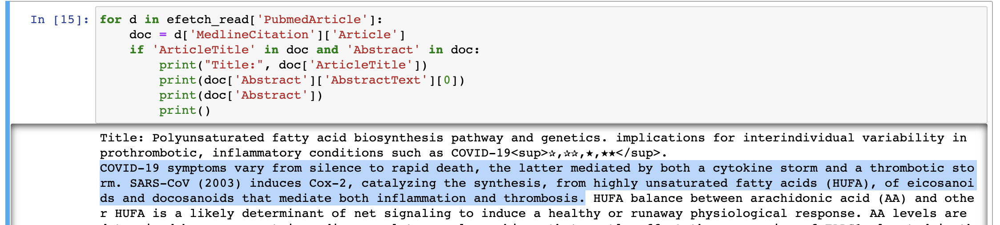 In [15]: for d in efetch_read['PubmedArticle']:
    doc = d['MedlineCitation']['Article']
    if 'ArticleTitle' in doc and 'Abstract' in doc:
        print("Title:", doc['ArticleTitle'])
        print(doc['Abstract']['AbstractText'][0])
        print(doc['Abstract'])
        print()
Title: Polyunsaturated fatty acid biosynthesis pathway and genetics. implications for interindividual variability in
prothrombotic, inflammatory conditions such as COVID-19<sup>✰,✰✰,★,★★</sup>.
COVID-19 symptoms vary from silence to rapid death, the latter mediated by both a cytokine storm and a thrombotic sto
rm. SARS-CoV (2003) induces Cox-2, catalyzing the synthesis, from highly unsaturated fatty acids (HUFA), of eicosanoi
ds and docosanoids that mediate both inflammation and thrombosis. HUFA balance between arachidonic acid (AA) and othe
r HUFA is a likely determinant of net signaling to induce a healthy or runaway physiological response. AA levels are